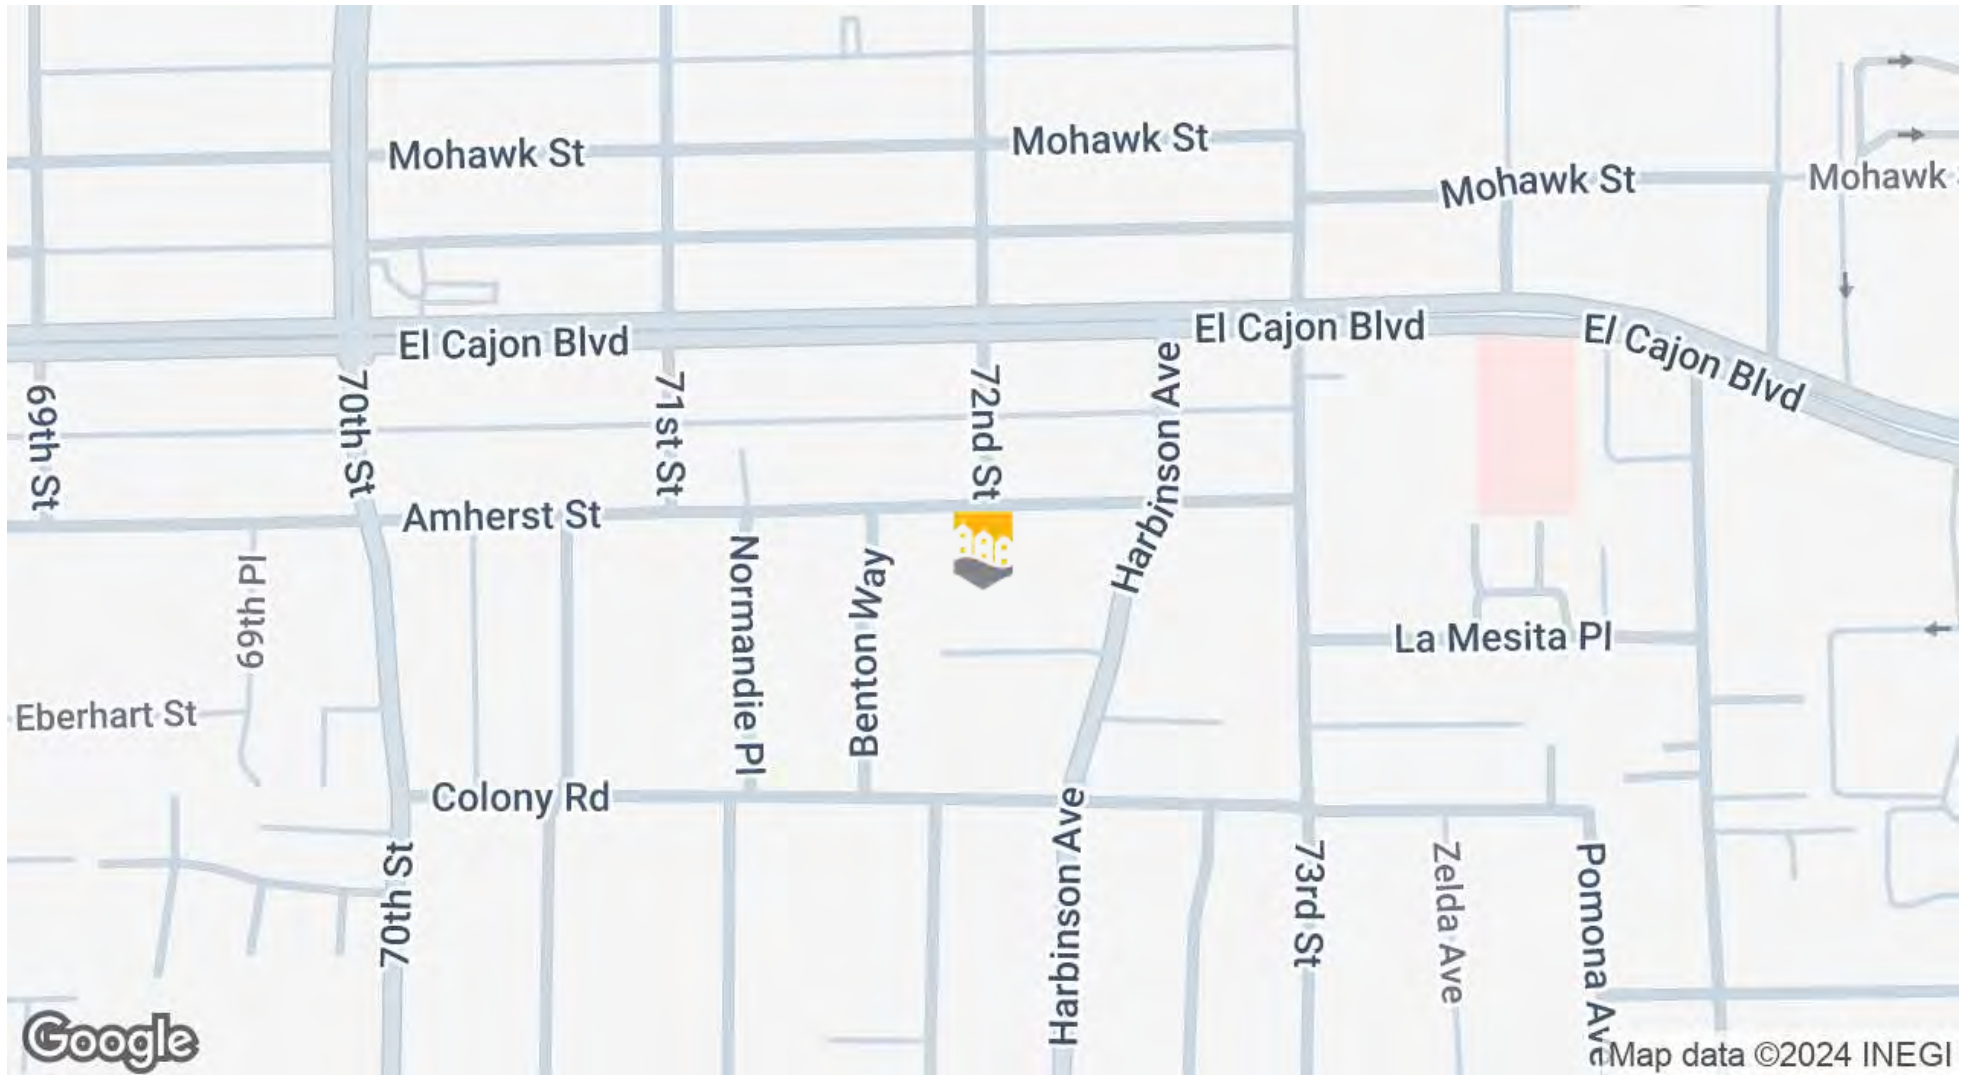 Mohawk St
Mohawk St
Mohawk St
Mohawk
El Cajon Blvd
El Cajon Blvd
El Cajon Blvd
69th St
70th St
71st St
72nd St
Harbinson Ave
Amherst St
69th Pl
Normandie Pl
Benton Way
La Mesita Pl
Eberhart St
Colony Rd
70th St
Harbinson Ave
73rd St
Zelda Ave
Pomona Ave
Google
Map data ©2024 INEGI